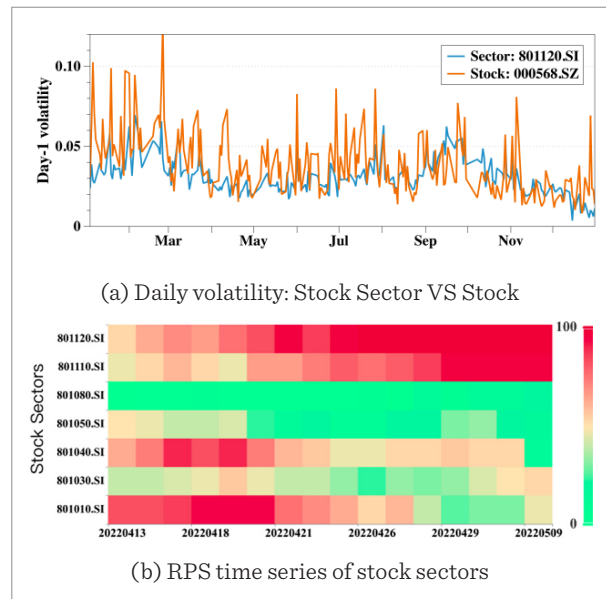 0.10
Sector: 801120.SI
Stock: 000568.SZ
Day-1 volatility
0.05
0
Mar May Jul Sep Nov
(a) Daily volatility: Stock Sector VS Stock
100
801120.SI
801110.SI
801080.SI
801050.SI
801040.SI
801030.SI
801010.SI
Stock Sectors
0
20220413 20220418 20220421 20220426 20220429 20220509
(b) RPS time series of stock sectors